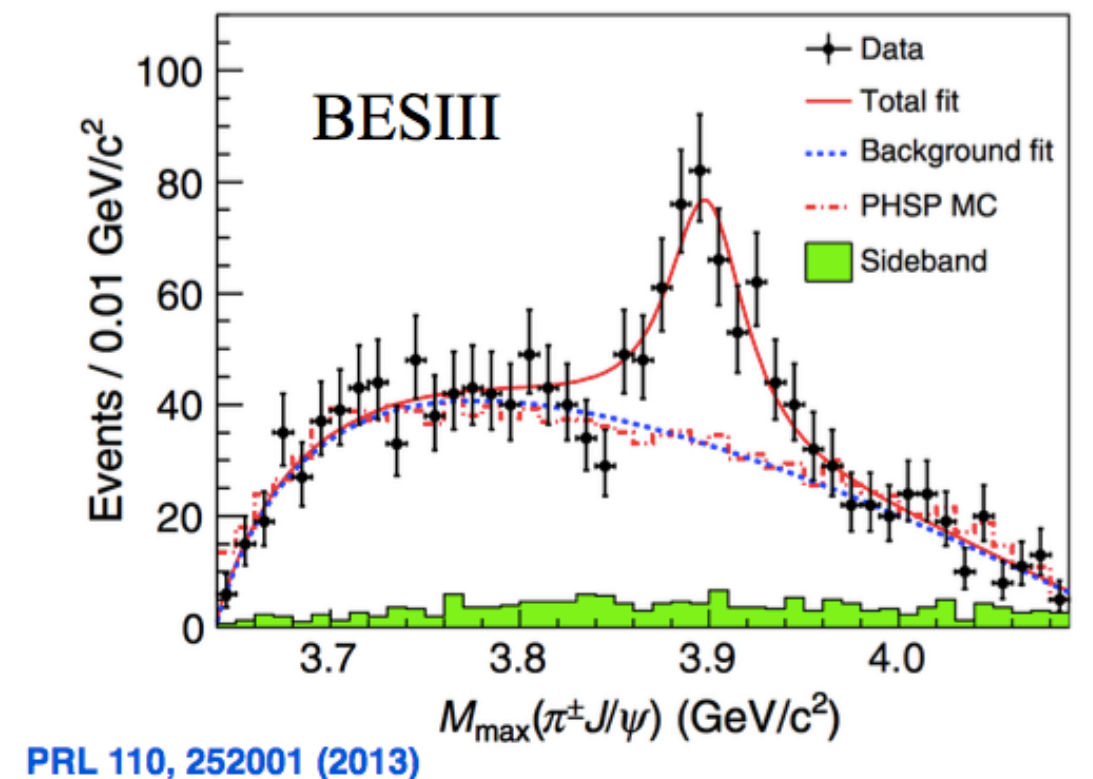 100
80
60
40
20
0
Events / 0.01 GeV/c²
BESIII
Data
Total fit
Background fit
PHSP MC
Sideband
3.7 3.8 3.9 4.0
M_max(π±J/ψ) (GeV/c²)
PRL 110, 252001 (2013)